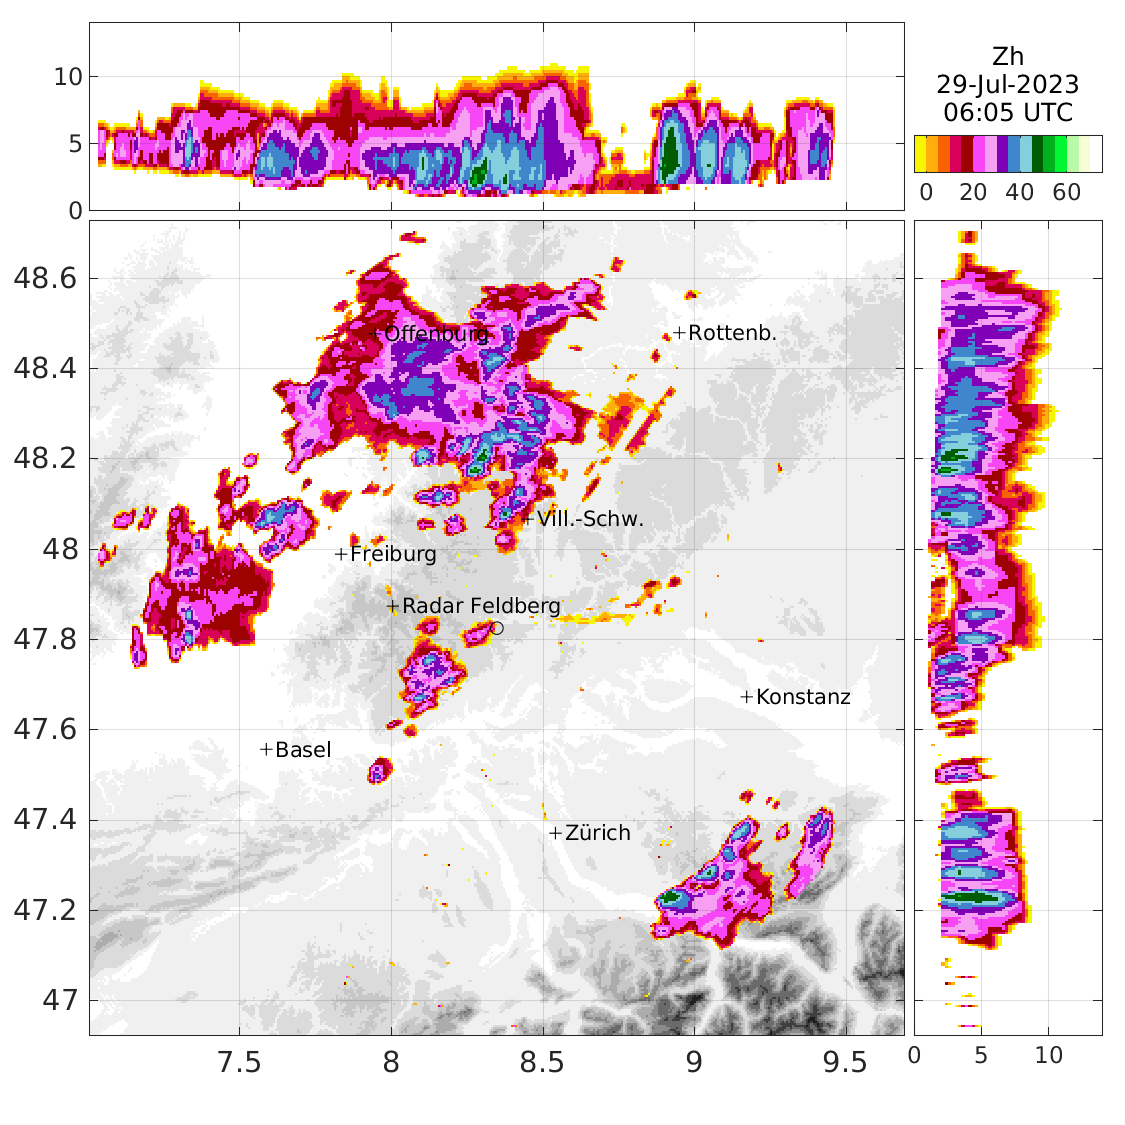 10
5
0
Zh
29-Jul-2023
06:05 UTC
0 20 40 60
48.6
48.4
48.2
48
47.8
47.6
47.4
47.2
47
Offenburg
Rottenb.
Vill.-Schw.
Freiburg
Radar Feldberg
Konstanz
Basel
Zürich
7.5 8 8.5 9 9.5
0 5 10